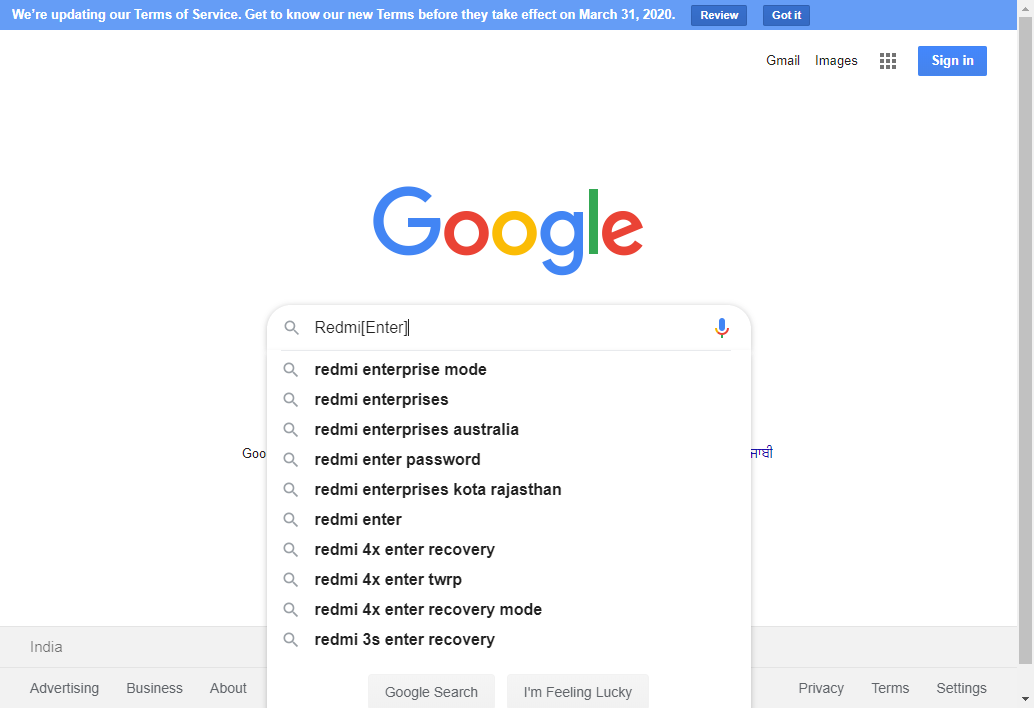 We're updating our Terms of Service. Get to know our new Terms before they take effect on March 31, 2020. Review Got it
Gmail Images Sign in
Google
Redmi[Enter]
redmi enterprise mode
redmi enterprises
redmi enterprises australia
Goo
redmi enter password
redmi enterprises kota rajasthan
redmi enter
redmi 4x enter recovery
redmi 4x enter twrp
redmi 4x enter recovery mode
redmi 3s enter recovery
India
Google Search I'm Feeling Lucky
Advertising Business About Privacy Terms Settings